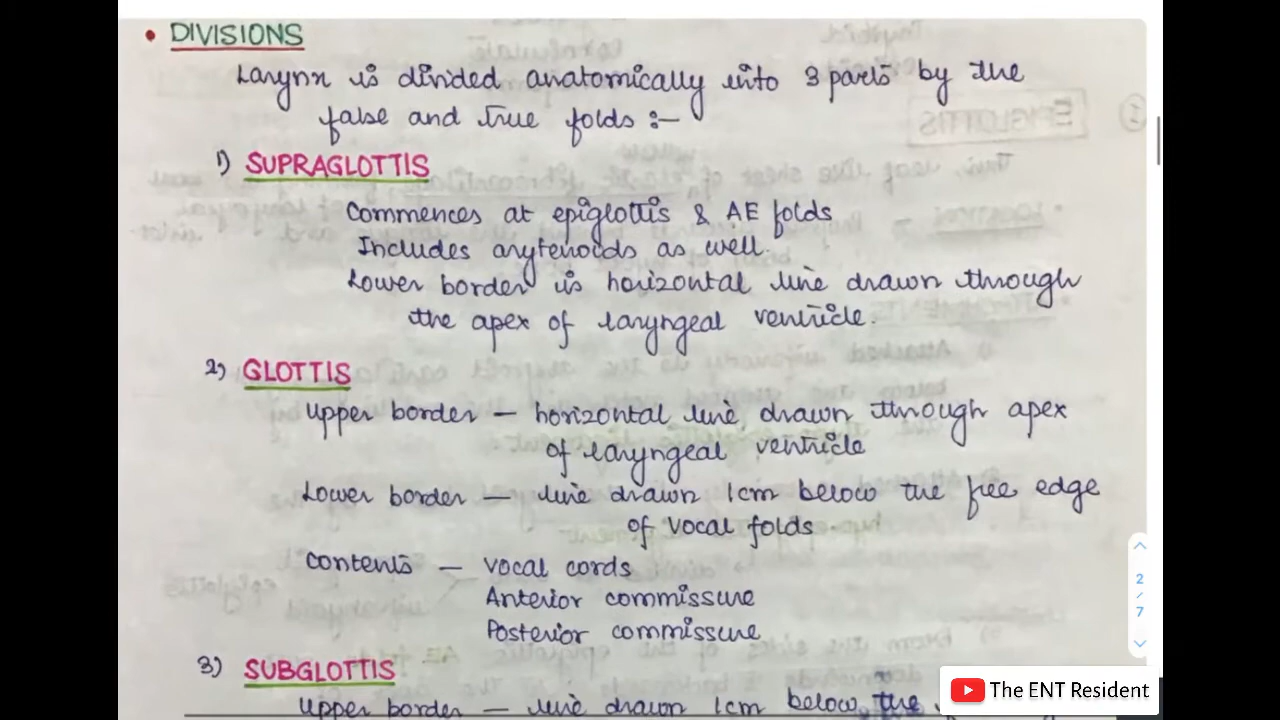 • DIVISIONS
Larynx is divided anatomically into 3 parts by the
false and true folds :-
1) SUPRAGLOTTIS
Commences at epiglottis & AE folds
Includes arytenoids as well.
Lower border is horizontal line drawn through
the apex of laryngeal ventricle.
2) GLOTTIS
Upper border - horizontal line drawn through apex
of laryngeal ventricle
Lower border - line drawn 1cm below the free edge
of vocal folds
Contents - vocal cords
Anterior commissure
Posterior commissure
3) SUBGLOTTIS
Upper border - line drawn 1cm below the
2
/
7
The ENT Resident